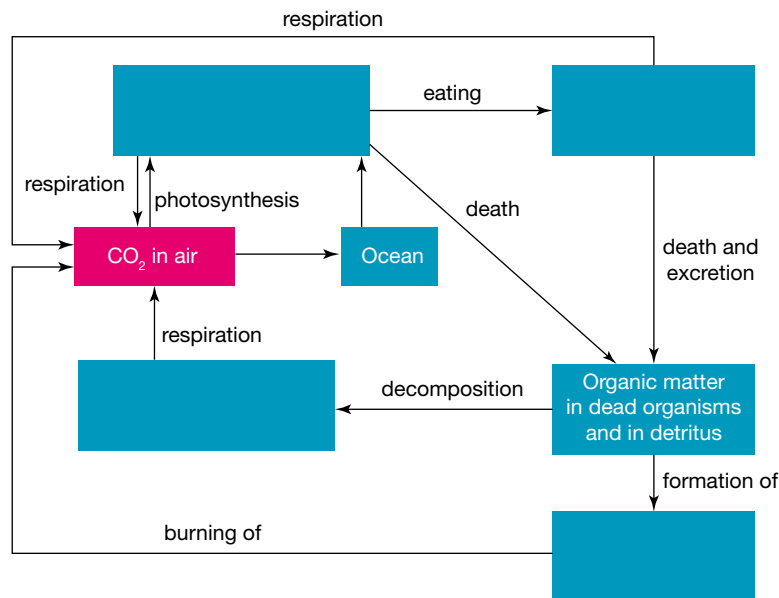 respiration
eating
respiration
photosynthesis
death
CO₂ in air
Ocean
death and
excretion
respiration
decomposition
Organic matter
in dead organisms
and in detritus
formation of
burning of